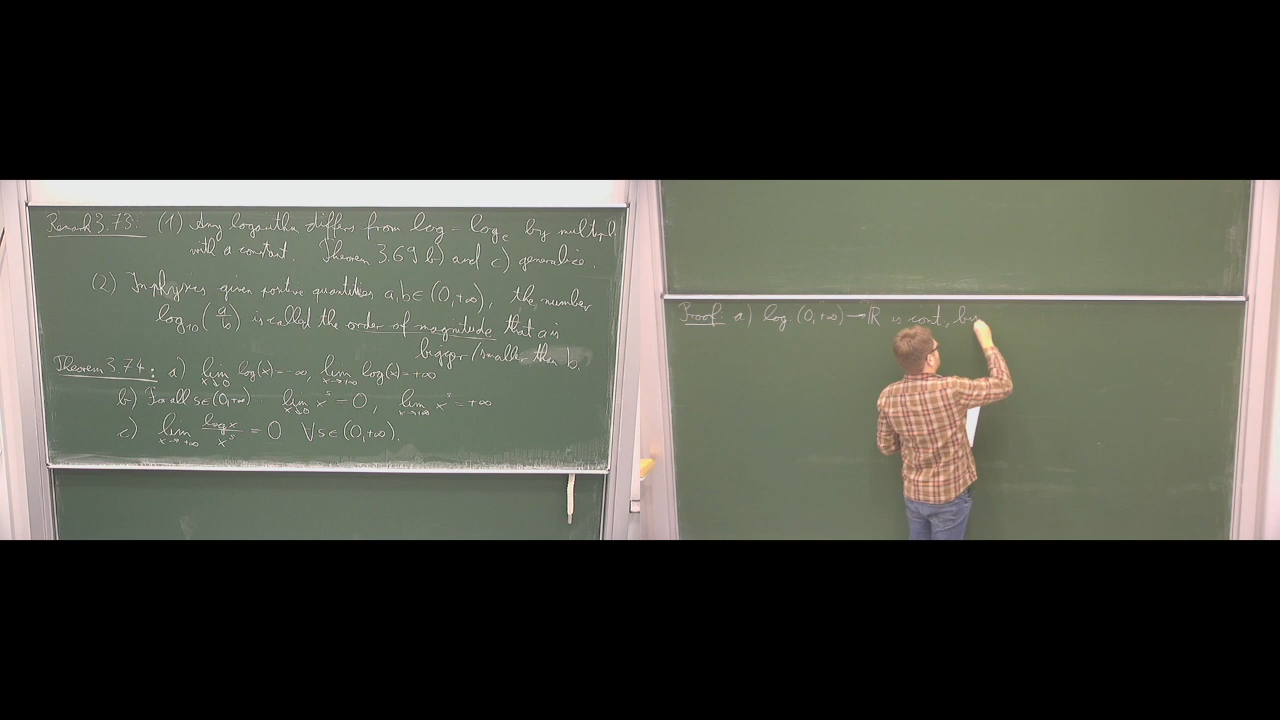 Remark 3.73: (1) Any logarithm differs from log = log_e by multipl.
with a constant. Theorem 3.69 b) and c) generalize.
(2) In physics given positive quantities a, b ∈ (0,+∞), the number
log₁₀(a/b) is called the order of magnitude that a is
bigger/smaller than b.
Theorem 3.74: a) lim_{x↓0} log(x) = -∞, lim_{x→+∞} log(x) = +∞
b) For all s ∈ (0,+∞) : lim_{x↓0} x^s = 0, lim_{x→+∞} x^s = +∞
c) lim_{x→+∞} log x / x^s = 0 ∀ s ∈ (0,+∞).
Proof: a) log: (0,+∞) → ℝ is cont., bi